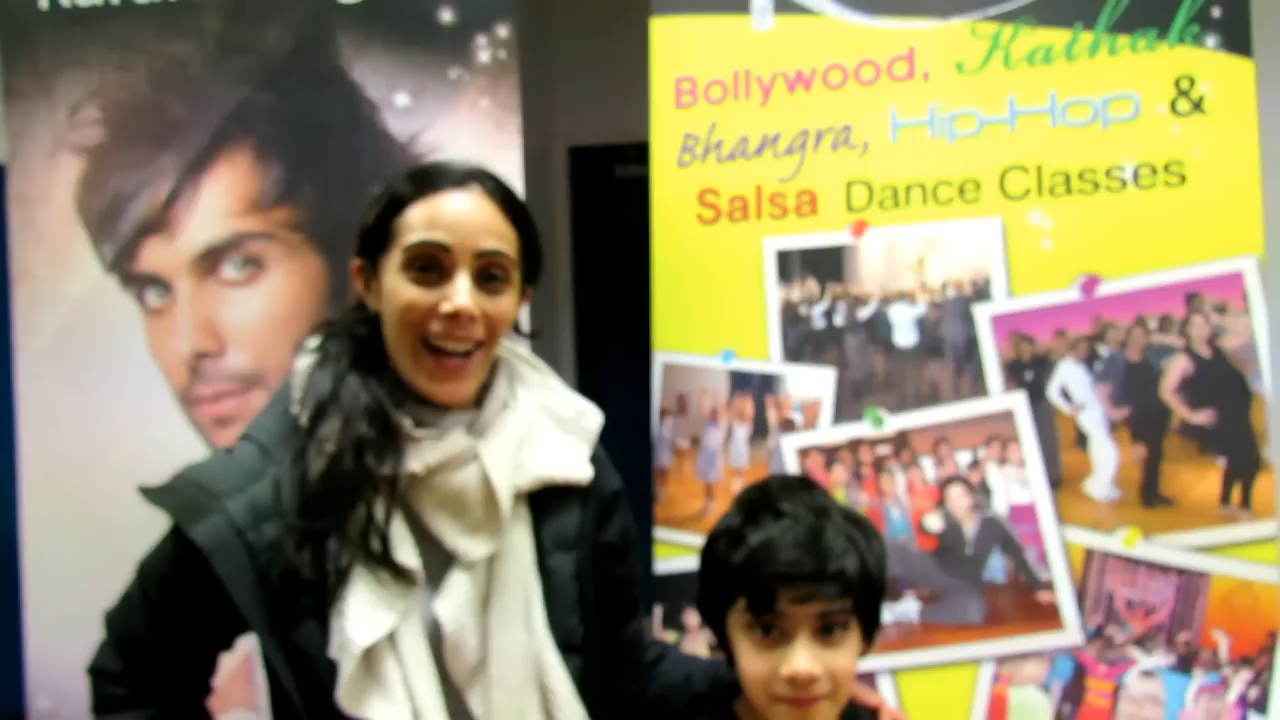 Bollywood, Kathak
Bhangra, Hip-Hop &
Salsa Dance Classes